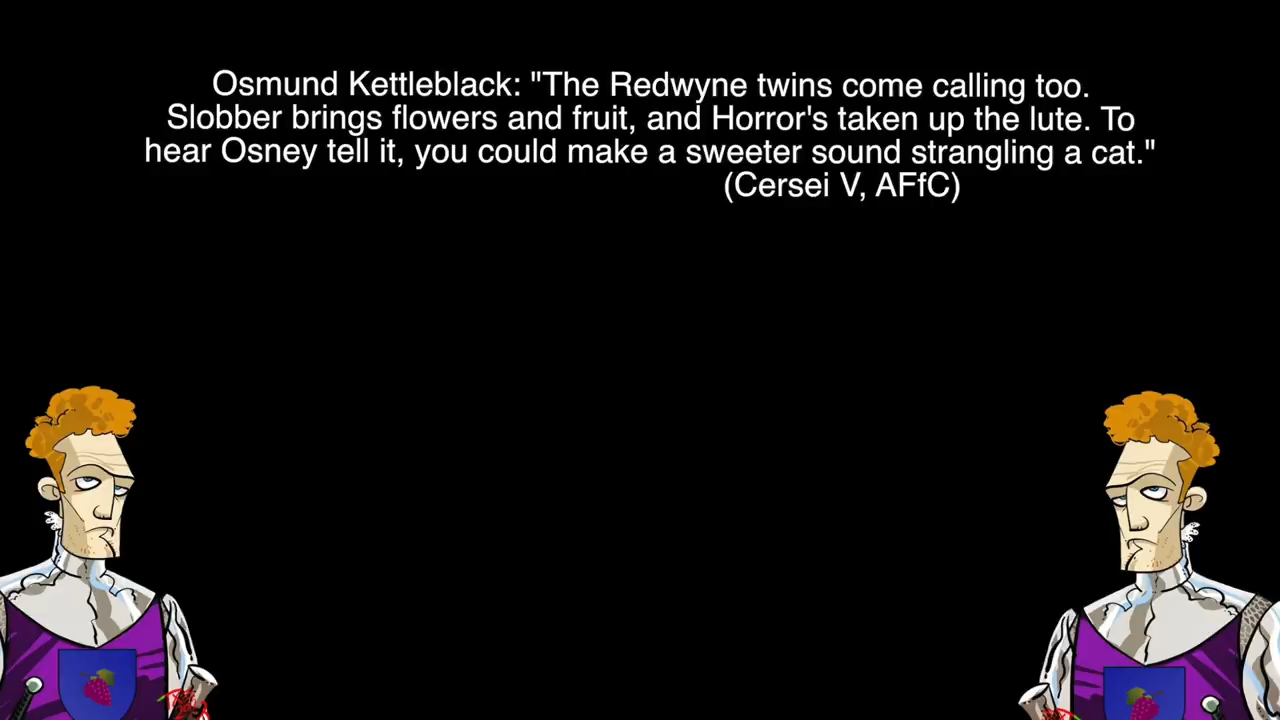 Osmund Kettleblack: "The Redwyne twins come calling too.
Slobber brings flowers and fruit, and Horror's taken up the lute. To
hear Osney tell it, you could make a sweeter sound strangling a cat."
(Cersei V, AFfC)